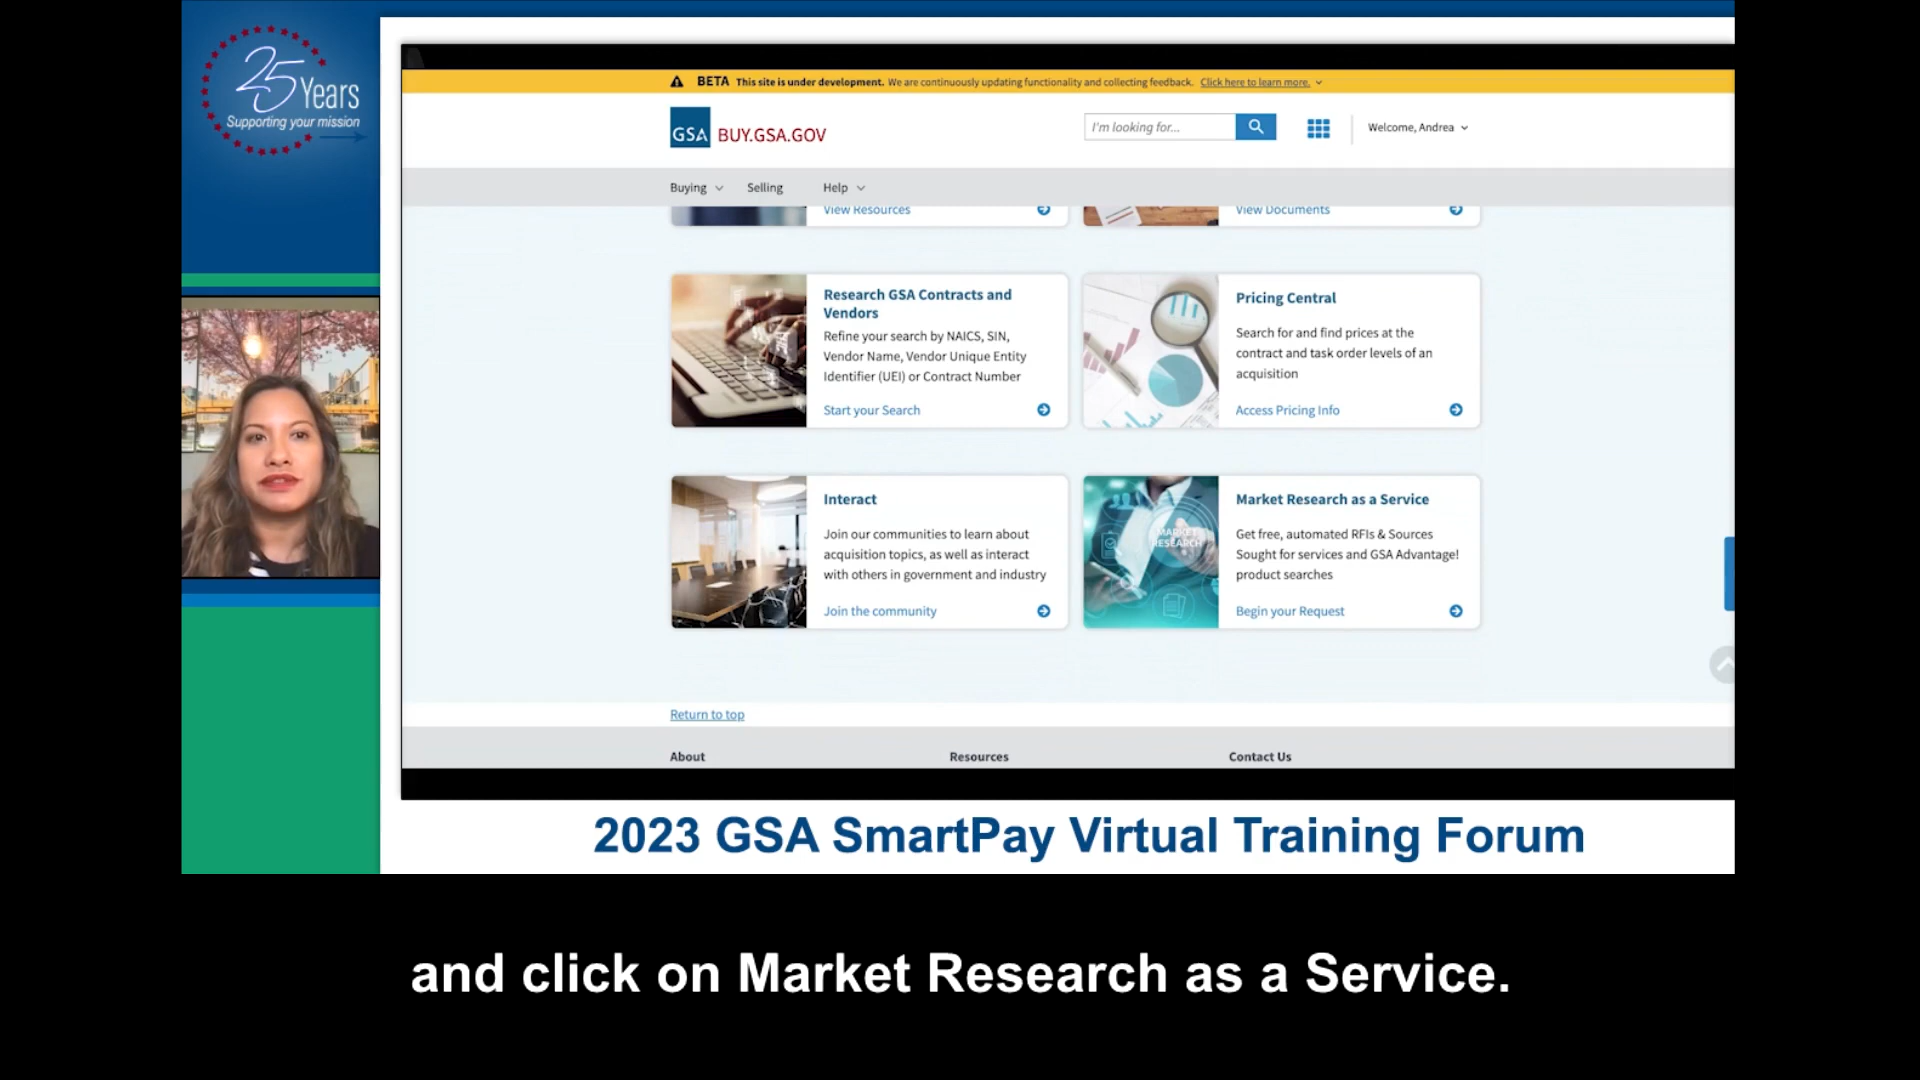 25 Years
Supporting your mission
BETA This site is under development. We are continuously updating functionality and collecting feedback. Click here to learn more.
GSA BUY.GSA.GOV
I'm looking for...
Welcome, Andrea
Buying
Selling
Help
View Resources
View Documents
Research GSA Contracts and
Vendors
Refine your search by NAICS, SIN,
Vendor Name, Vendor Unique Entity
Identifier (UEI) or Contract Number
Start your Search
Pricing Central
Search for and find prices at the
contract and task order levels of an
acquisition
Access Pricing Info
Interact
Join our communities to learn about
acquisition topics, as well as interact
with others in government and industry
Join the community
MARKET
RESEARCH
Market Research as a Service
Get free, automated RFIs & Sources
Sought for services and GSA Advantage!
product searches
Begin your Request
Return to top
About
Resources
Contact Us
2023 GSA SmartPay Virtual Training Forum
and click on Market Research as a Service.